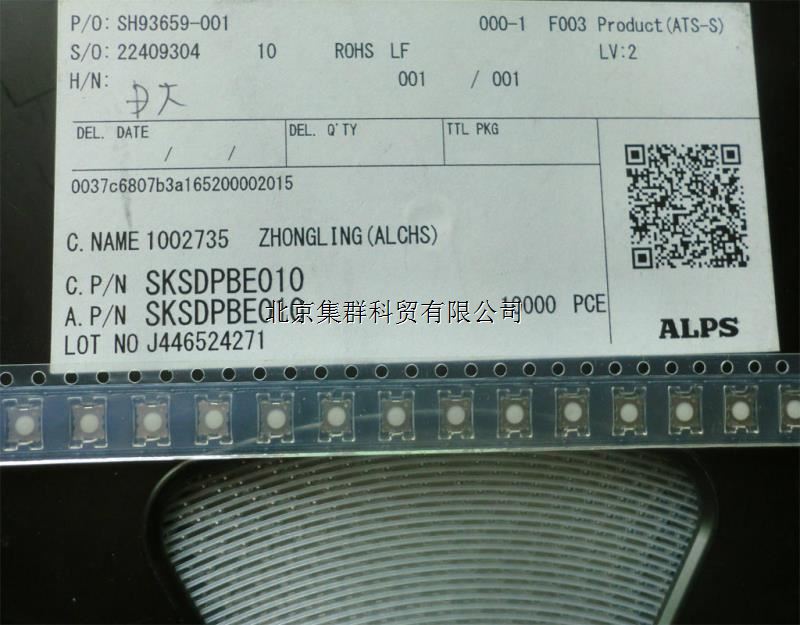 P/O: SH93659-001 000-1 F003 Product(ATS-S)
S/O: 22409304 10 ROHS LF LV:2
H/N: 001 / 001
DEL. DATE DEL. Q'TY TTL PKG
/ /
0037c6807b3a165200002015
C.NAME 1002735 ZHONGLING(ALCHS)
C.P/N SKSDPBE010
A.P/N SKSDPBE010 10000 PCE
北京集群科贸有限公司
LOT NO J446524271
ALPS